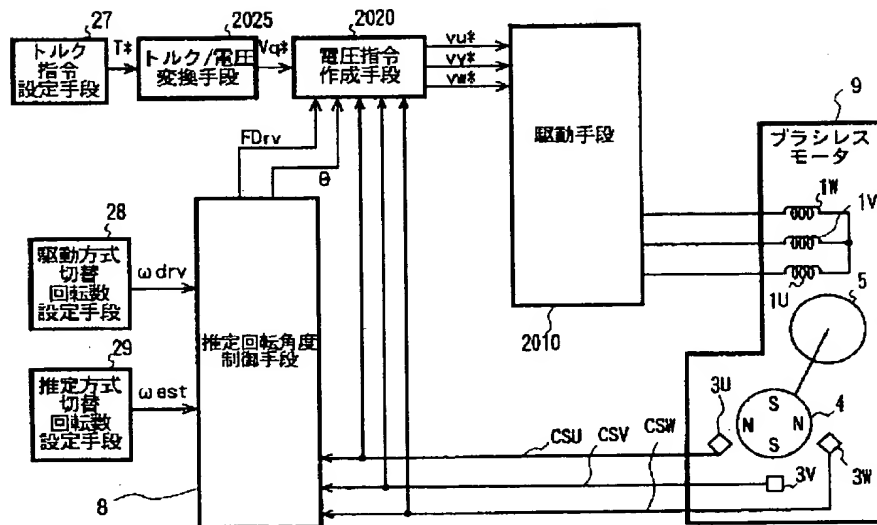 27
2025
2020
トルク
指令
設定手段
T*
トルク/電圧
変換手段
Vq*
電圧指令
作成手段
vu*
vv*
vw*
駆動手段
2010
9
ブラシレス
モータ
1W
1V
1U
5
FDrv
θ
28
駆動方式
切替
回転数
設定手段
ωdrv
29
推定方式
切替
回転数
設定手段
ωest
推定回転角度
制御手段
8
CSU
CSV
CSW
3U
S
N
N
S
4
3V
3W